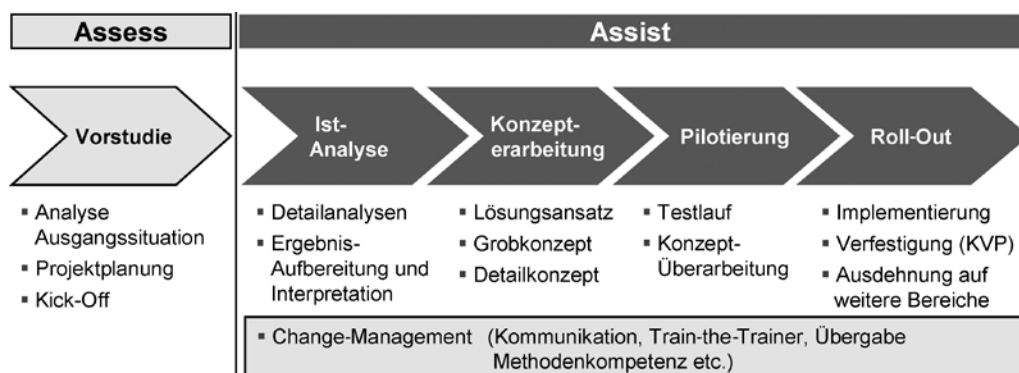 Assess
Assist
Vorstudie
Ist-
Analyse
Konzept-
erarbeitung
Pilotierung
Roll-Out
▪ Analyse
Ausgangssituation
▪ Projektplanung
▪ Kick-Off
▪ Detailanalysen
▪ Ergebnis-
Aufbereitung und
Interpretation
▪ Lösungsansatz
▪ Grobkonzept
▪ Detailkonzept
▪ Testlauf
▪ Konzept-
Überarbeitung
▪ Implementierung
▪ Verfestigung (KVP)
▪ Ausdehnung auf
weitere Bereiche
▪ Change-Management (Kommunikation, Train-the-Trainer, Übergabe
Methodenkompetenz etc.)